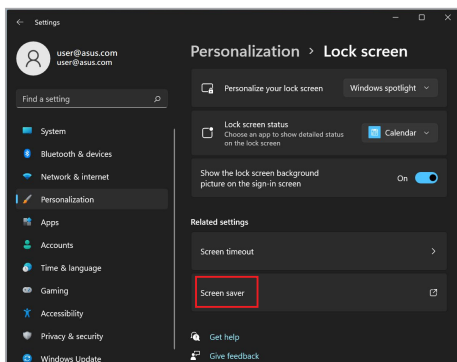 Settings
user@asus.com
user@asus.com
Find a setting
System
Bluetooth & devices
Network & internet
Personalization
Apps
Accounts
Time & language
Gaming
Accessibility
Privacy & security
Windows Update
Personalization > Lock screen
Personalize your lock screen
Windows spotlight
Lock screen status
Choose an app to show detailed status
on the lock screen
Calendar
Show the lock screen background
picture on the sign-in screen
On
Related settings
Screen timeout
Screen saver
Get help
Give feedback